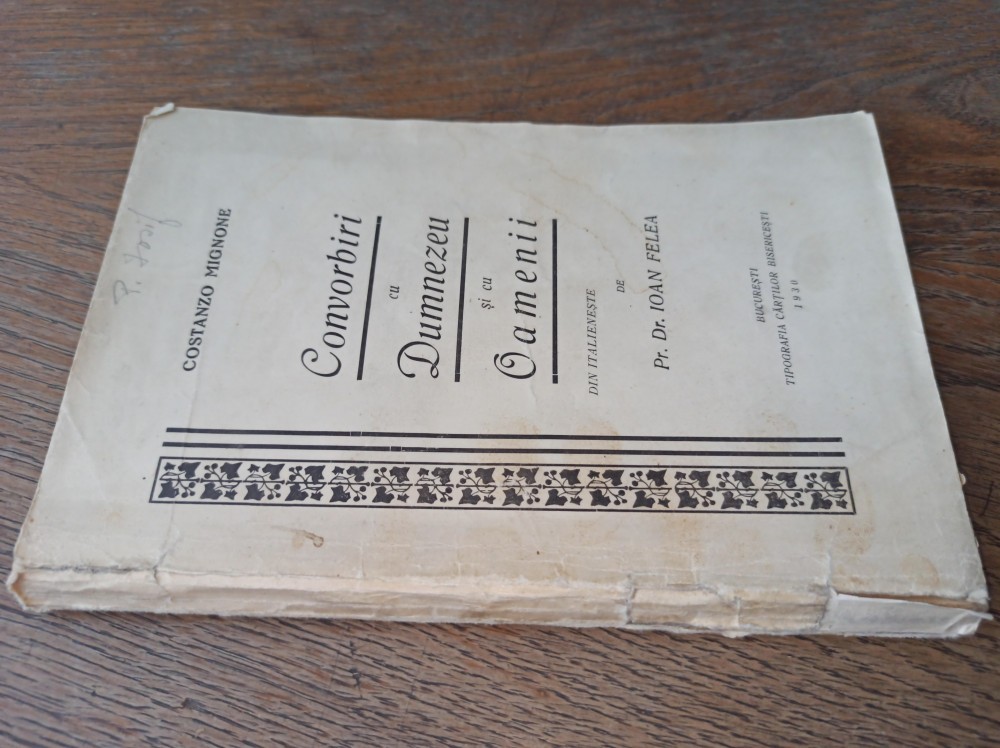 COSTANZO MIGNONE
Convorbiri
cu
Dumnezeu
și cu
Oamenii
DIN ITALIENEȘTE
DE
Pr. Dr. IOAN FELEA
BUCUREȘTI
TIPOGRAFIA CĂRȚILOR BISERICEȘTI
1930